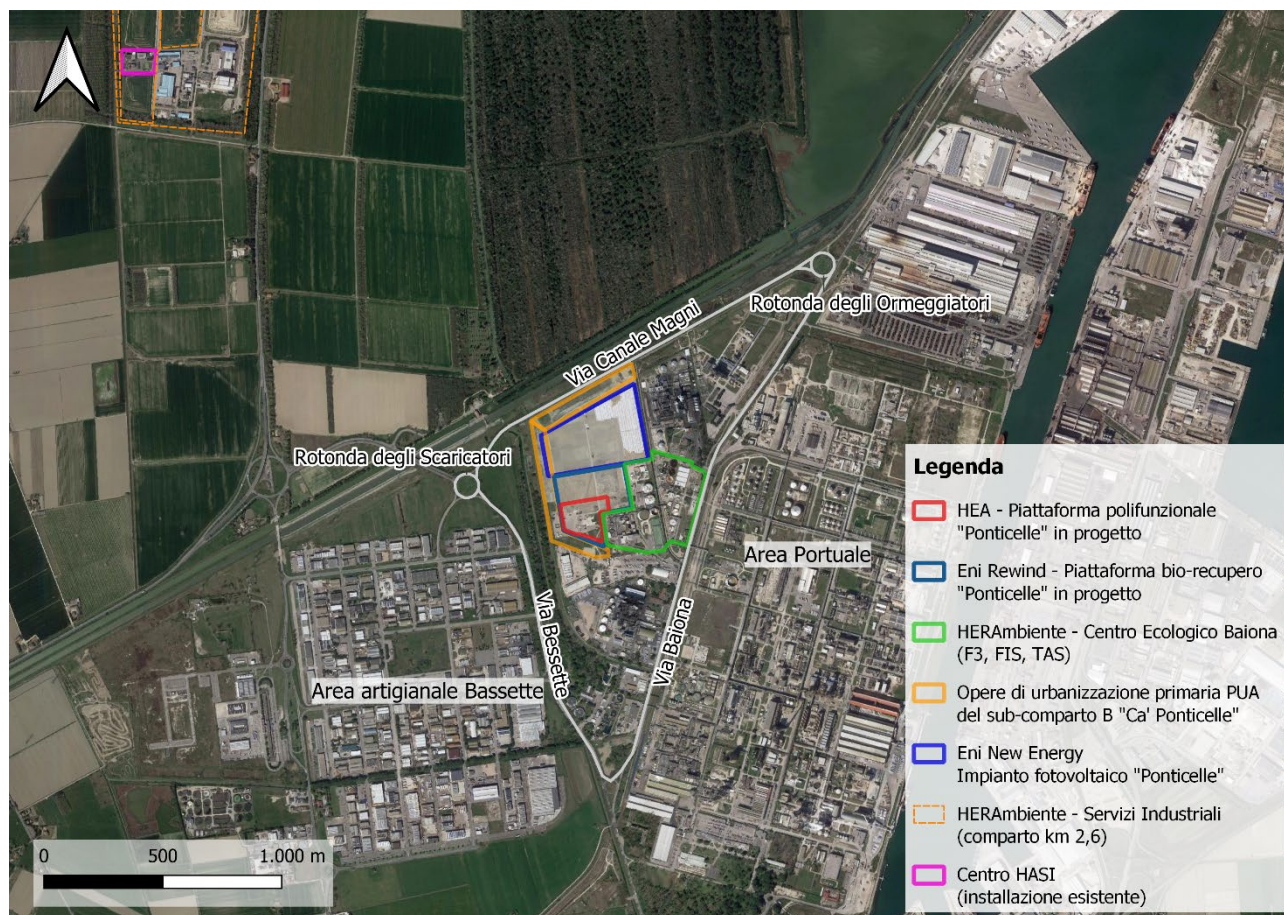 Via Canale Magni
Rotonda degli Ormeggiatori
Rotonda degli Scaricatori
Area Portuale
Via Baiona
Via Bessette
Area artigianale Bassette
0 500 1.000 m
Legenda
HEA - Piattaforma polifunzionale
"Ponticelle" in progetto
Eni Rewind - Piattaforma bio-recupero
"Ponticelle" in progetto
HERAmbiente - Centro Ecologico Baiona
(F3, FIS, TAS)
Opere di urbanizzazione primaria PUA
del sub-comparto B "Ca' Ponticelle"
Eni New Energy
Impianto fotovoltaico "Ponticelle"
HERAmbiente - Servizi Industriali
(comparto km 2,6)
Centro HASI
(installazione esistente)